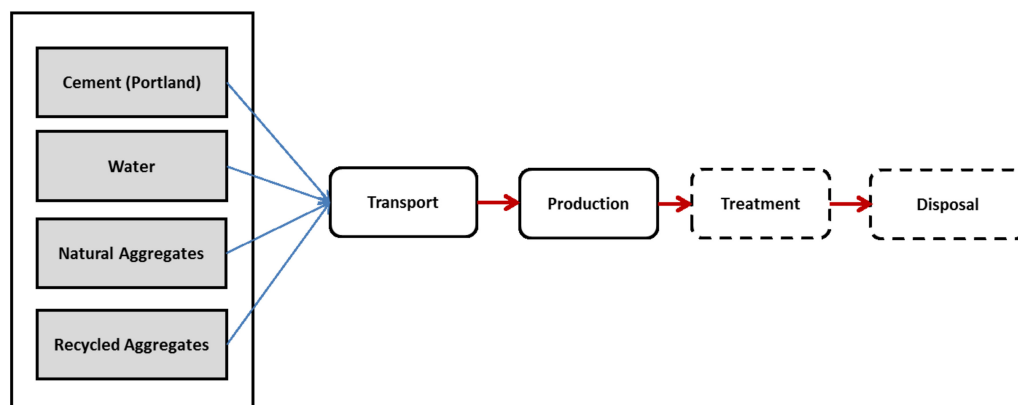 Cement (Portland)
Water
Natural Aggregates
Recycled Aggregates
Transport
Production
Treatment
Disposal